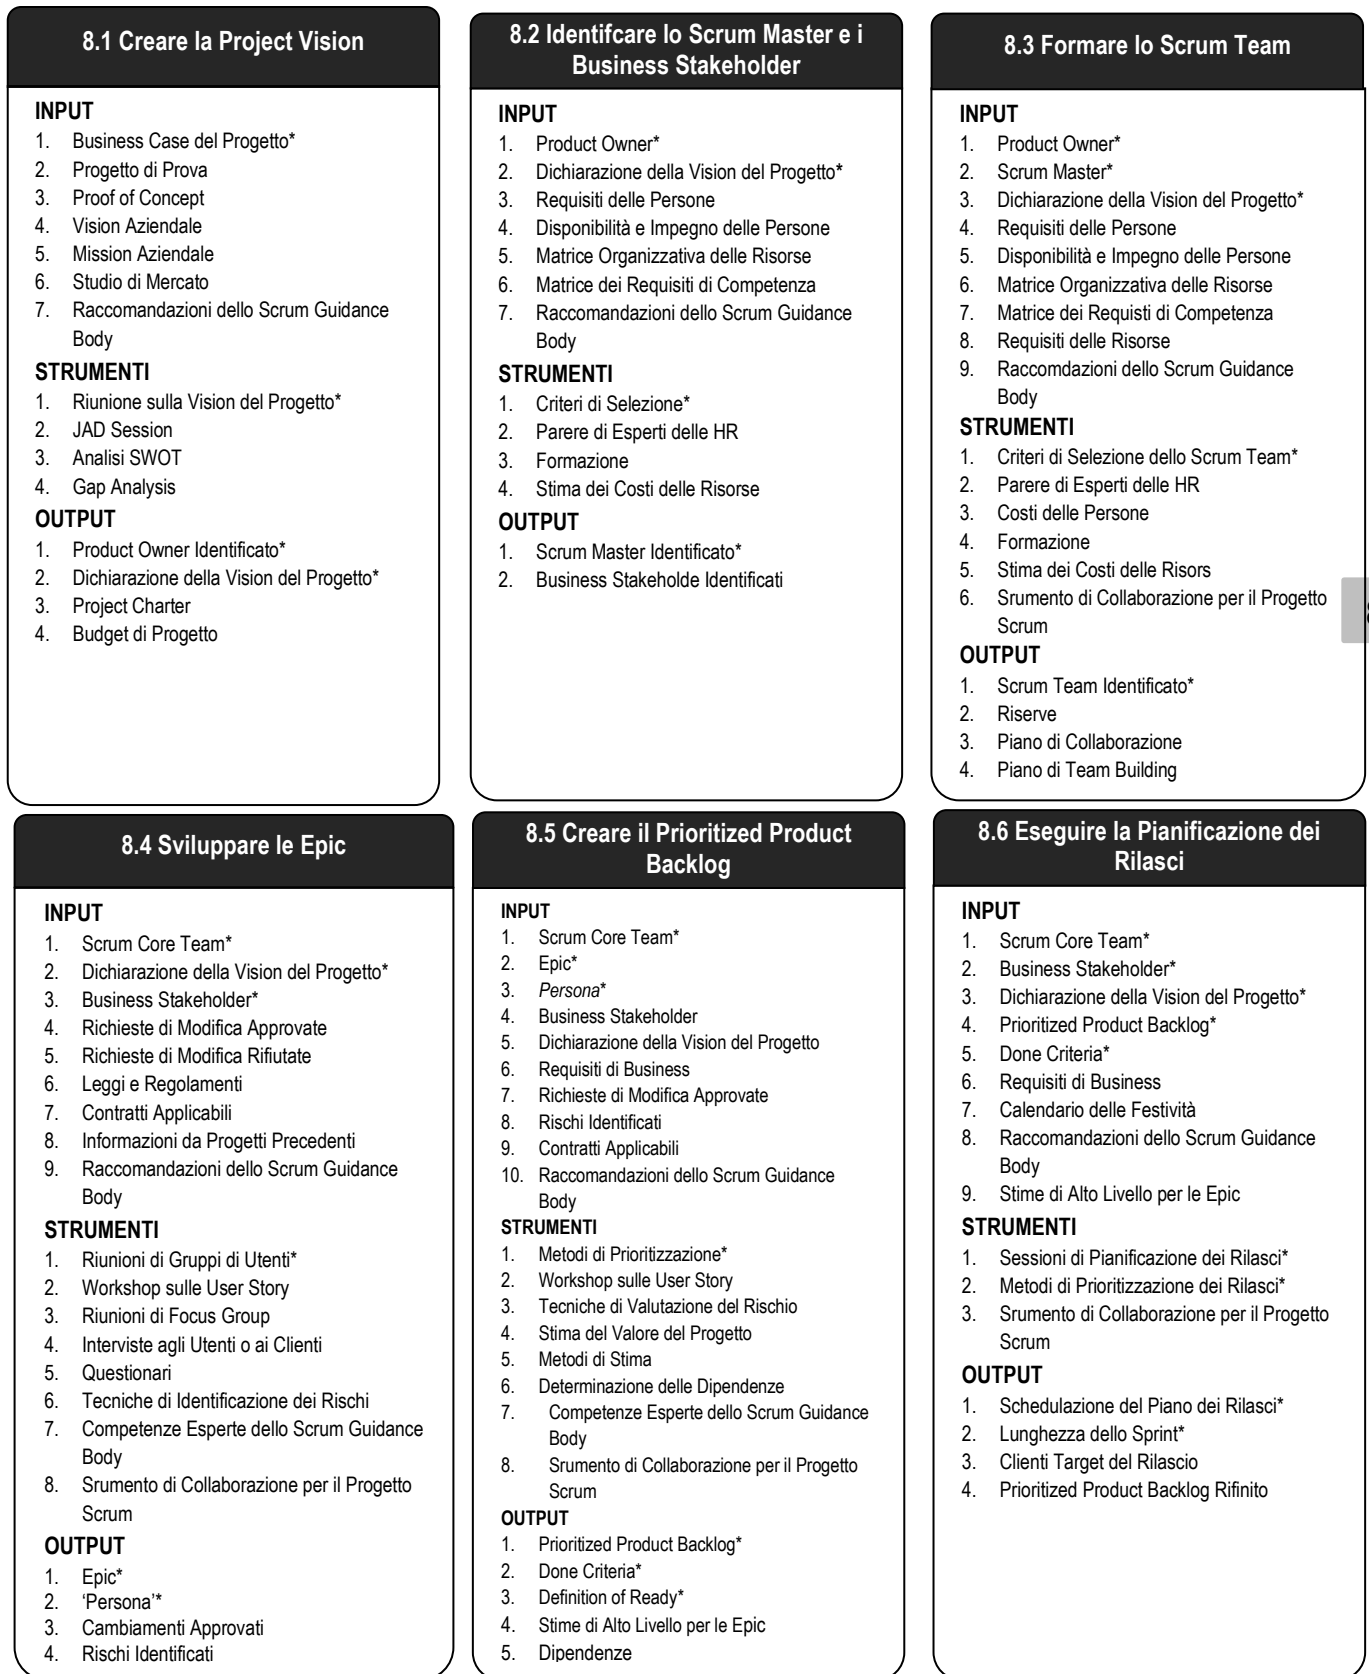 8.1 Creare la Project Vision
INPUT
1. Business Case del Progetto*
2. Progetto di Prova
3. Proof of Concept
4. Vision Aziendale
5. Mission Aziendale
6. Studio di Mercato
7. Raccomandazioni dello Scrum Guidance
Body
STRUMENTI
1. Riunione sulla Vision del Progetto*
2. JAD Session
3. Analisi SWOT
4. Gap Analysis
OUTPUT
1. Product Owner Identificato*
2. Dichiarazione della Vision del Progetto*
3. Project Charter
4. Budget di Progetto
8.2 Identifcare lo Scrum Master e i
Business Stakeholder
INPUT
1. Product Owner*
2. Dichiarazione della Vision del Progetto*
3. Requisiti delle Persone
4. Disponibilità e Impegno delle Persone
5. Matrice Organizzativa delle Risorse
6. Matrice dei Requisiti di Competenza
7. Raccomandazioni dello Scrum Guidance
Body
STRUMENTI
1. Criteri di Selezione*
2. Parere di Esperti delle HR
3. Formazione
4. Stima dei Costi delle Risorse
OUTPUT
1. Scrum Master Identificato*
2. Business Stakeholde Identificati
8.3 Formare lo Scrum Team
INPUT
1. Product Owner*
2. Scrum Master*
3. Dichiarazione della Vision del Progetto*
4. Requisiti delle Persone
5. Disponibilità e Impegno delle Persone
6. Matrice Organizzativa delle Risorse
7. Matrice dei Requisti di Competenza
8. Requisiti delle Risorse
9. Raccomdazioni dello Scrum Guidance
Body
STRUMENTI
1. Criteri di Selezione dello Scrum Team*
2. Parere di Esperti delle HR
3. Costi delle Persone
4. Formazione
5. Stima dei Costi delle Risors
6. Srumento di Collaborazione per il Progetto
Scrum
OUTPUT
1. Scrum Team Identificato*
2. Riserve
3. Piano di Collaborazione
4. Piano di Team Building
8.4 Sviluppare le Epic
INPUT
1. Scrum Core Team*
2. Dichiarazione della Vision del Progetto*
3. Business Stakeholder*
4. Richieste di Modifica Approvate
5. Richieste di Modifica Rifiutate
6. Leggi e Regolamenti
7. Contratti Applicabili
8. Informazioni da Progetti Precedenti
9. Raccomandazioni dello Scrum Guidance
Body
STRUMENTI
1. Riunioni di Gruppi di Utenti*
2. Workshop sulle User Story
3. Riunioni di Focus Group
4. Interviste agli Utenti o ai Clienti
5. Questionari
6. Tecniche di Identificazione dei Rischi
7. Competenze Esperte dello Scrum Guidance
Body
8. Srumento di Collaborazione per il Progetto
Scrum
OUTPUT
1. Epic*
2. ‘Persona’*
3. Cambiamenti Approvati
4. Rischi Identificati
8.5 Creare il Prioritized Product
Backlog
INPUT
1. Scrum Core Team*
2. Epic*
3. Persona*
4. Business Stakeholder
5. Dichiarazione della Vision del Progetto
6. Requisiti di Business
7. Richieste di Modifica Approvate
8. Rischi Identificati
9. Contratti Applicabili
10. Raccomandazioni dello Scrum Guidance
Body
STRUMENTI
1. Metodi di Prioritizzazione*
2. Workshop sulle User Story
3. Tecniche di Valutazione del Rischio
4. Stima del Valore del Progetto
5. Metodi di Stima
6. Determinazione delle Dipendenze
7. Competenze Esperte dello Scrum Guidance
Body
8. Srumento di Collaborazione per il Progetto
Scrum
OUTPUT
1. Prioritized Product Backlog*
2. Done Criteria*
3. Definition of Ready*
4. Stime di Alto Livello per le Epic
5. Dipendenze
8.6 Eseguire la Pianificazione dei
Rilasci
INPUT
1. Scrum Core Team*
2. Business Stakeholder*
3. Dichiarazione della Vision del Progetto*
4. Prioritized Product Backlog*
5. Done Criteria*
6. Requisiti di Business
7. Calendario delle Festività
8. Raccomandazioni dello Scrum Guidance
Body
9. Stime di Alto Livello per le Epic
STRUMENTI
1. Sessioni di Pianificazione dei Rilasci*
2. Metodi di Prioritizzazione dei Rilasci*
3. Srumento di Collaborazione per il Progetto
Scrum
OUTPUT
1. Schedulazione del Piano dei Rilasci*
2. Lunghezza dello Sprint*
3. Clienti Target del Rilascio
4. Prioritized Product Backlog Rifinito